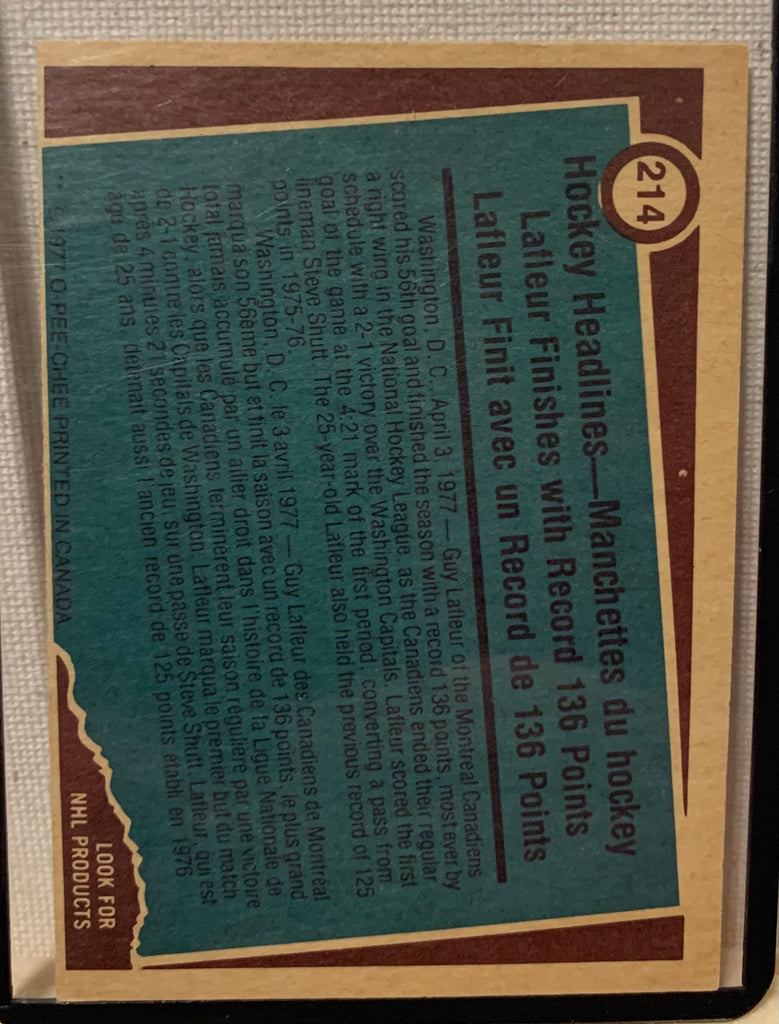 214
Hockey Headlines—Manchettes du hockey
Lafleur Finishes with Record 136 Points
Lafleur Finit avec un Record de 136 Points
Washington, D. C., April 3, 1977 — Guy Lafleur of the Montreal Canadiens
scored his 56th goal and finished the season with a record 136 points, most ever by
a right wing in the National Hockey League, as the Canadiens ended their regular
schedule with a 2-1 victory over the Washington Capitals. Lafleur scored the first
goal of the game at the 4:21 mark of the first period, converting a pass from
lineman Steve Shutt. The 25-year-old Lafleur also held the previous record of 125
points, in 1975-76.
Washington, D. C. le 3 avril 1977 — Guy Lafleur des Canadiens de Montréal
marqua son 56ème but et finit la saison avec un record de 136 points, le plus grand
total jamais accumulé par un ailier droit dans l'histoire de la Ligue Nationale de
Hockey, alors que les Canadiens terminèrent leur saison régulière par une victoire
de 2-1 contre les Capitals de Washington. Lafleur marqua le premier but du match
après 4 minutes 21 secondes de jeu, sur une passe de Steve Shutt. Lafleur, qui est
âgé de 25 ans, détenait aussi l'ancien record de 125 points établi en 1976.
** © 1977 O-PEE-CHEE PRINTED IN CANADA
LOOK FOR
NHL PRODUCTS